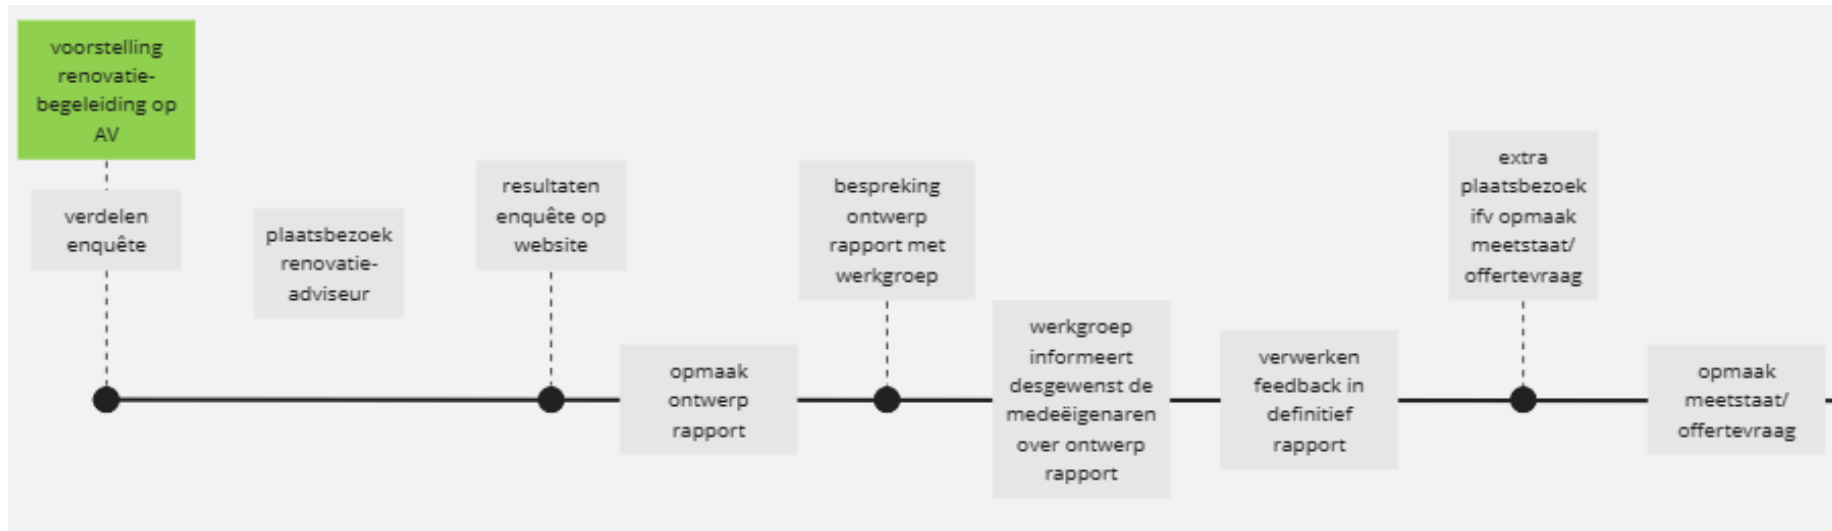 voorstelling
renovatie-
begeleiding op
AV
verdelen
enquête
plaatsbezoek
renovatie-
adviseur
resultaten
enquête op
website
opmaak
ontwerp
rapport
bespreking
ontwerp
rapport met
werkgroep
werkgroep
informeert
desgewenst de
medeëigenaren
over ontwerp
rapport
verwerken
feedback in
definitief
rapport
extra
plaatsbezoek
ifv opmaak
meetstaat/
offertevraag
opmaak
meetstaat/
offertevraag